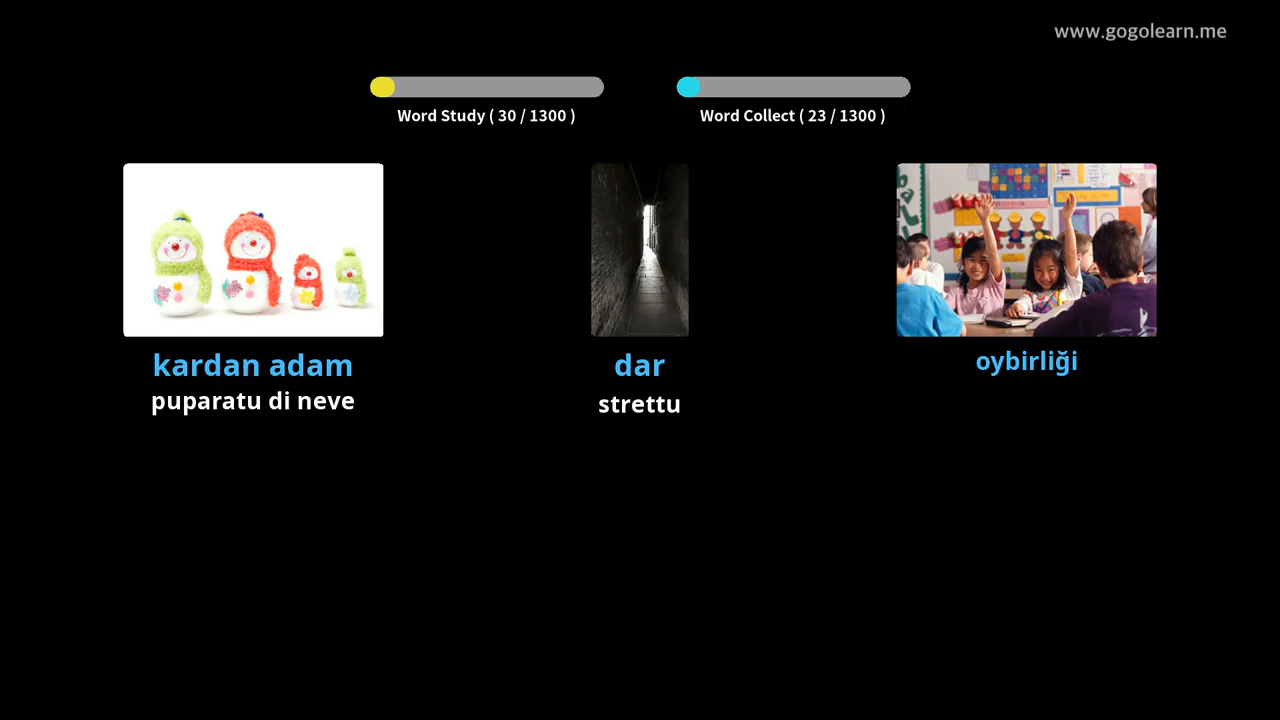 www.gogolearn.me
Word Study ( 30 / 1300 )
Word Collect ( 23 / 1300 )
kardan adam
puparatu di neve
dar
strettu
oybirliği